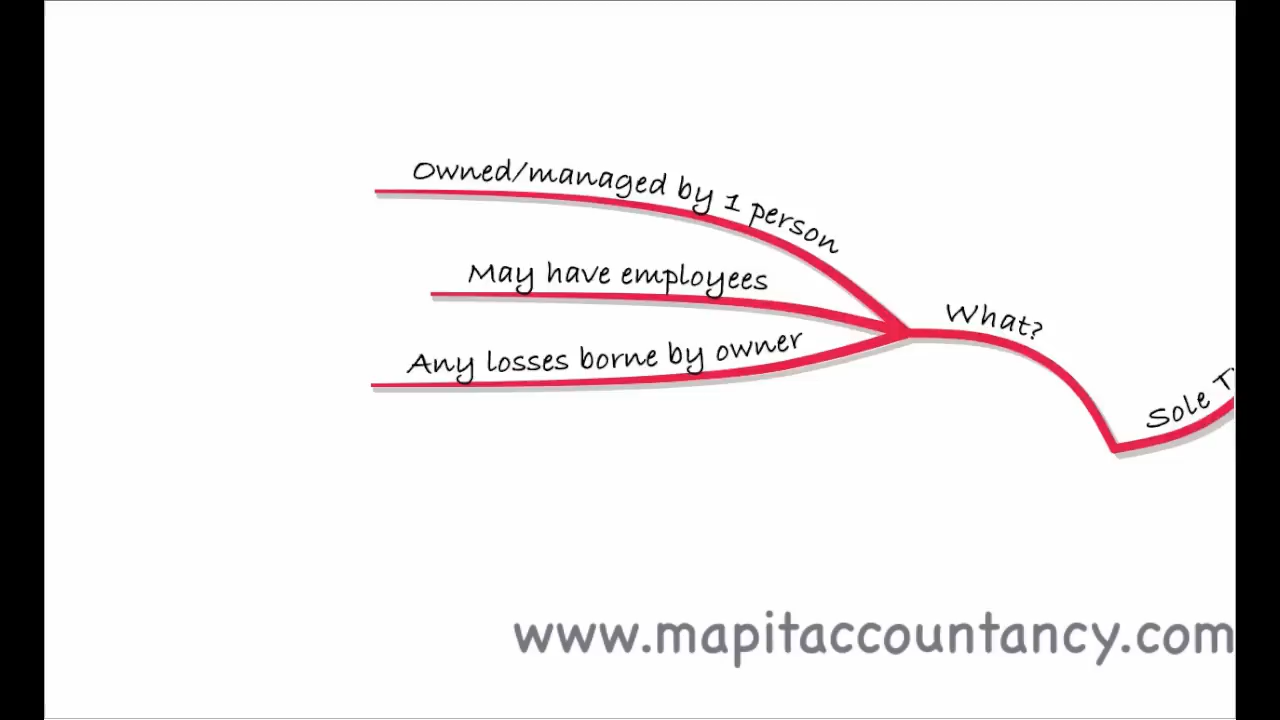 Owned/managed by 1 person
May have employees
Any losses borne by owner
What?
Sole
www.mapitaccountancy.com